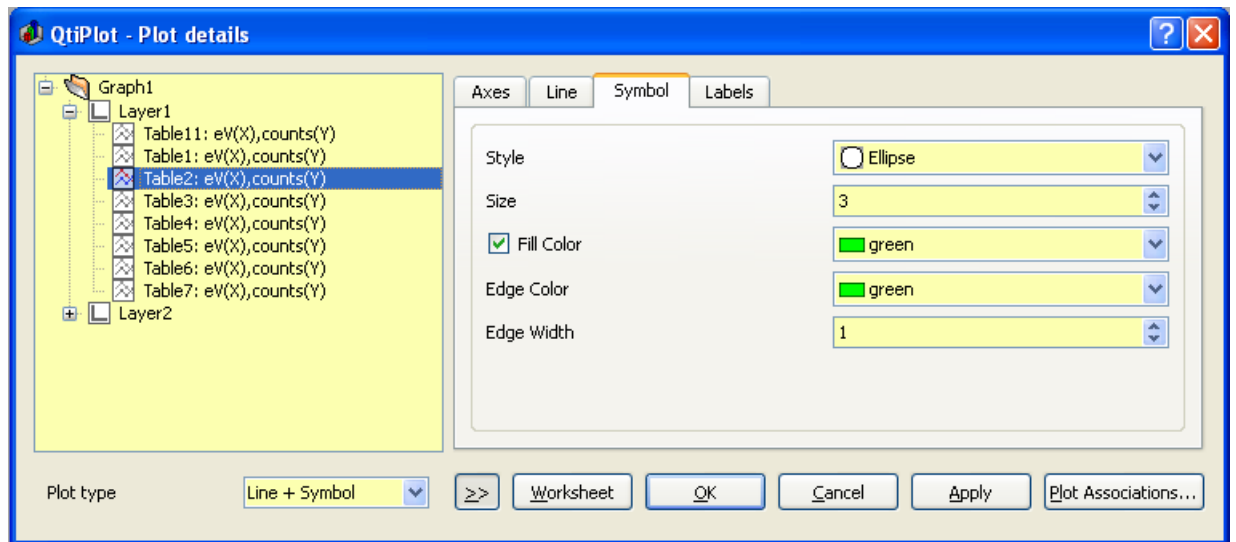 QtiPlot - Plot details
Graph1
Layer1
Table11: eV(X),counts(Y)
Table1: eV(X),counts(Y)
Table2: eV(X),counts(Y)
Table3: eV(X),counts(Y)
Table4: eV(X),counts(Y)
Table5: eV(X),counts(Y)
Table6: eV(X),counts(Y)
Table7: eV(X),counts(Y)
Layer2
Axes Line Symbol Labels
Style Ellipse
Size 3
Fill Color green
Edge Color green
Edge Width 1
Plot type Line + Symbol >> Worksheet OK Cancel Apply Plot Associations...